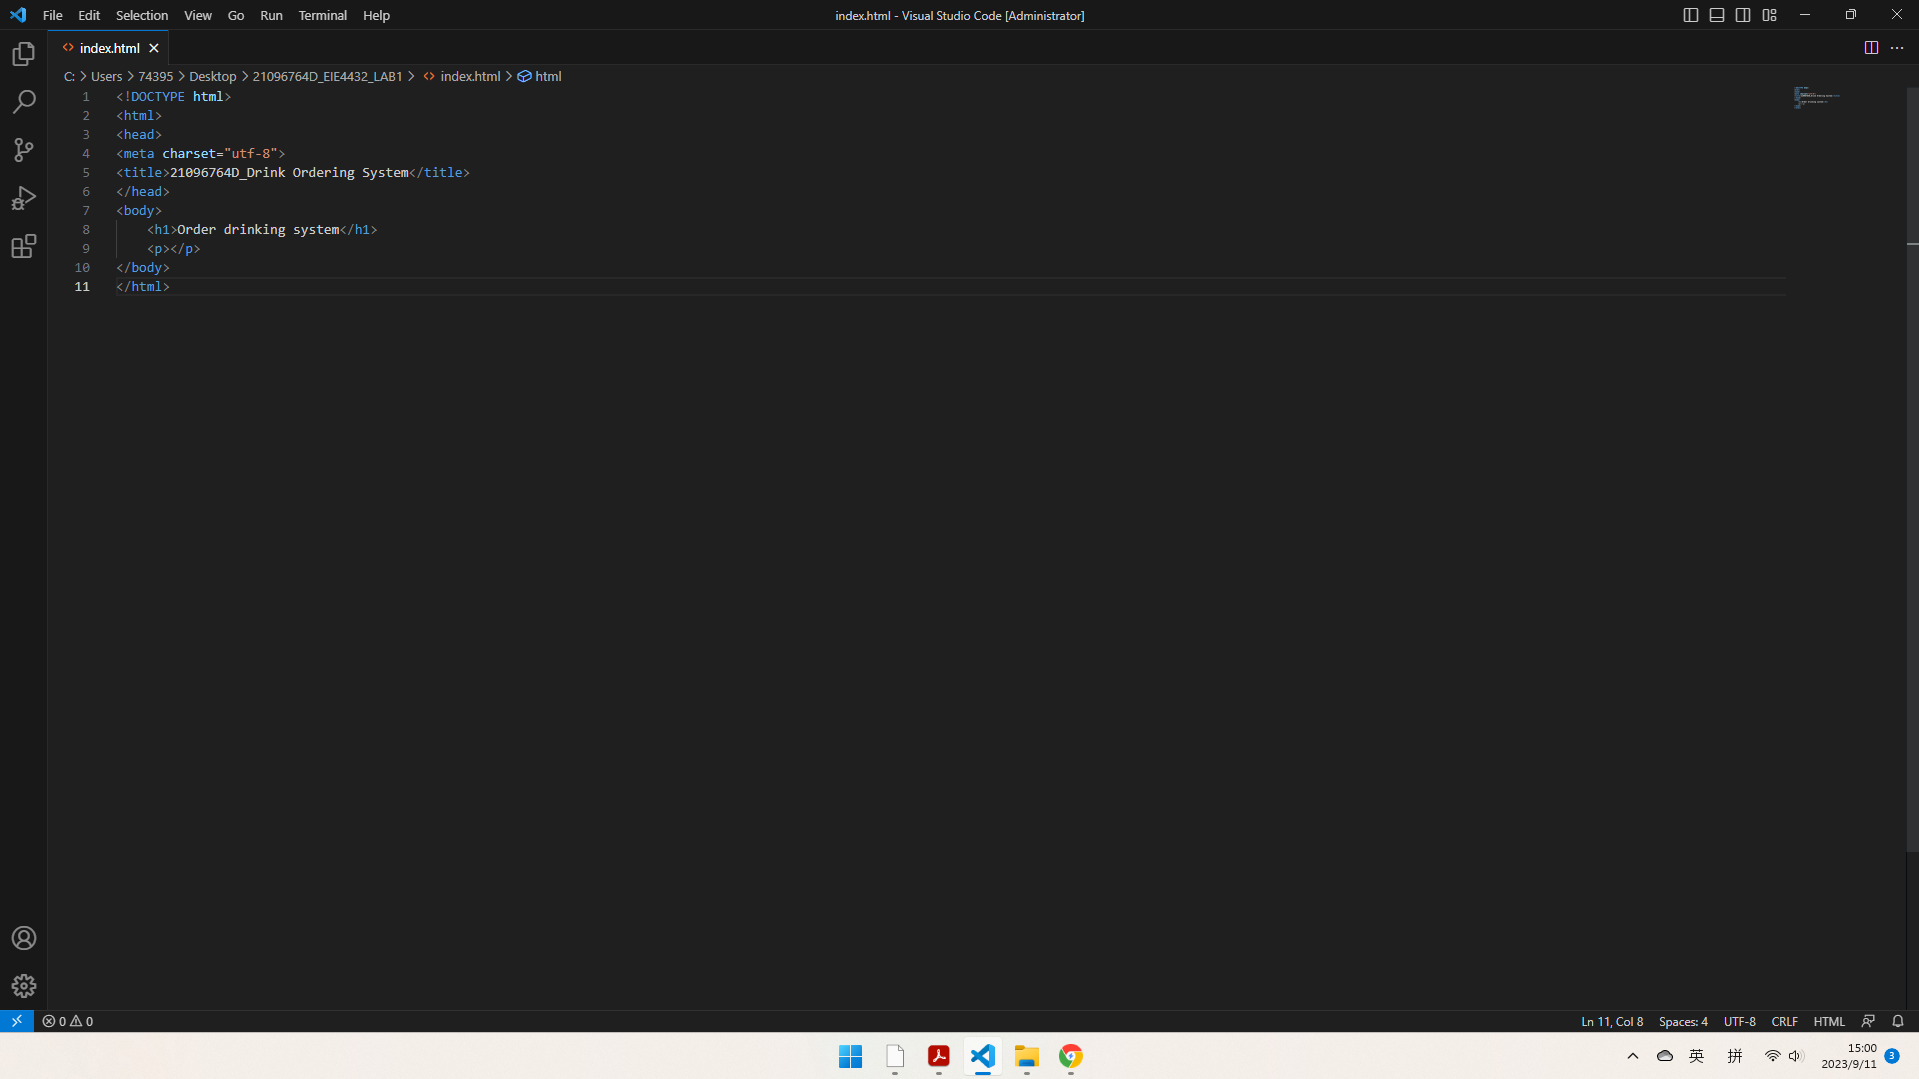 File Edit Selection View Go Run Terminal Help
index.html - Visual Studio Code [Administrator]
index.html
C: > Users > 74395 > Desktop > 21096764D_EIE4432_LAB1 > <> index.html > html
1 <!DOCTYPE html>
2 <html>
3 <head>
4 <meta charset="utf-8">
5 <title>21096764D_Drink Ordering System</title>
6 </head>
7 <body>
8 <h1>Order drinking system</h1>
9 <p></p>
10 </body>
11 </html>
0 0
Ln 11, Col 8 Spaces: 4 UTF-8 CRLF HTML
英 拼
15:00
2023/9/11
3